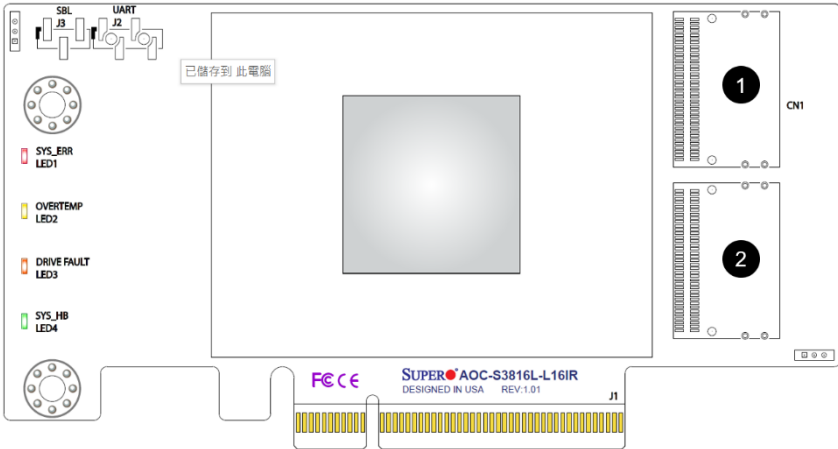 SBL
J3
UART
J2
已儲存到 此電腦
1
CN1
SYS_ERR
LED1
OVERTEMP
LED2
2
DRIVE FAULT
LED3
SYS_HB
LED4
FC CE
SUPER AOC-S3816L-L16IR
DESIGNED IN USA REV:1.01
J1